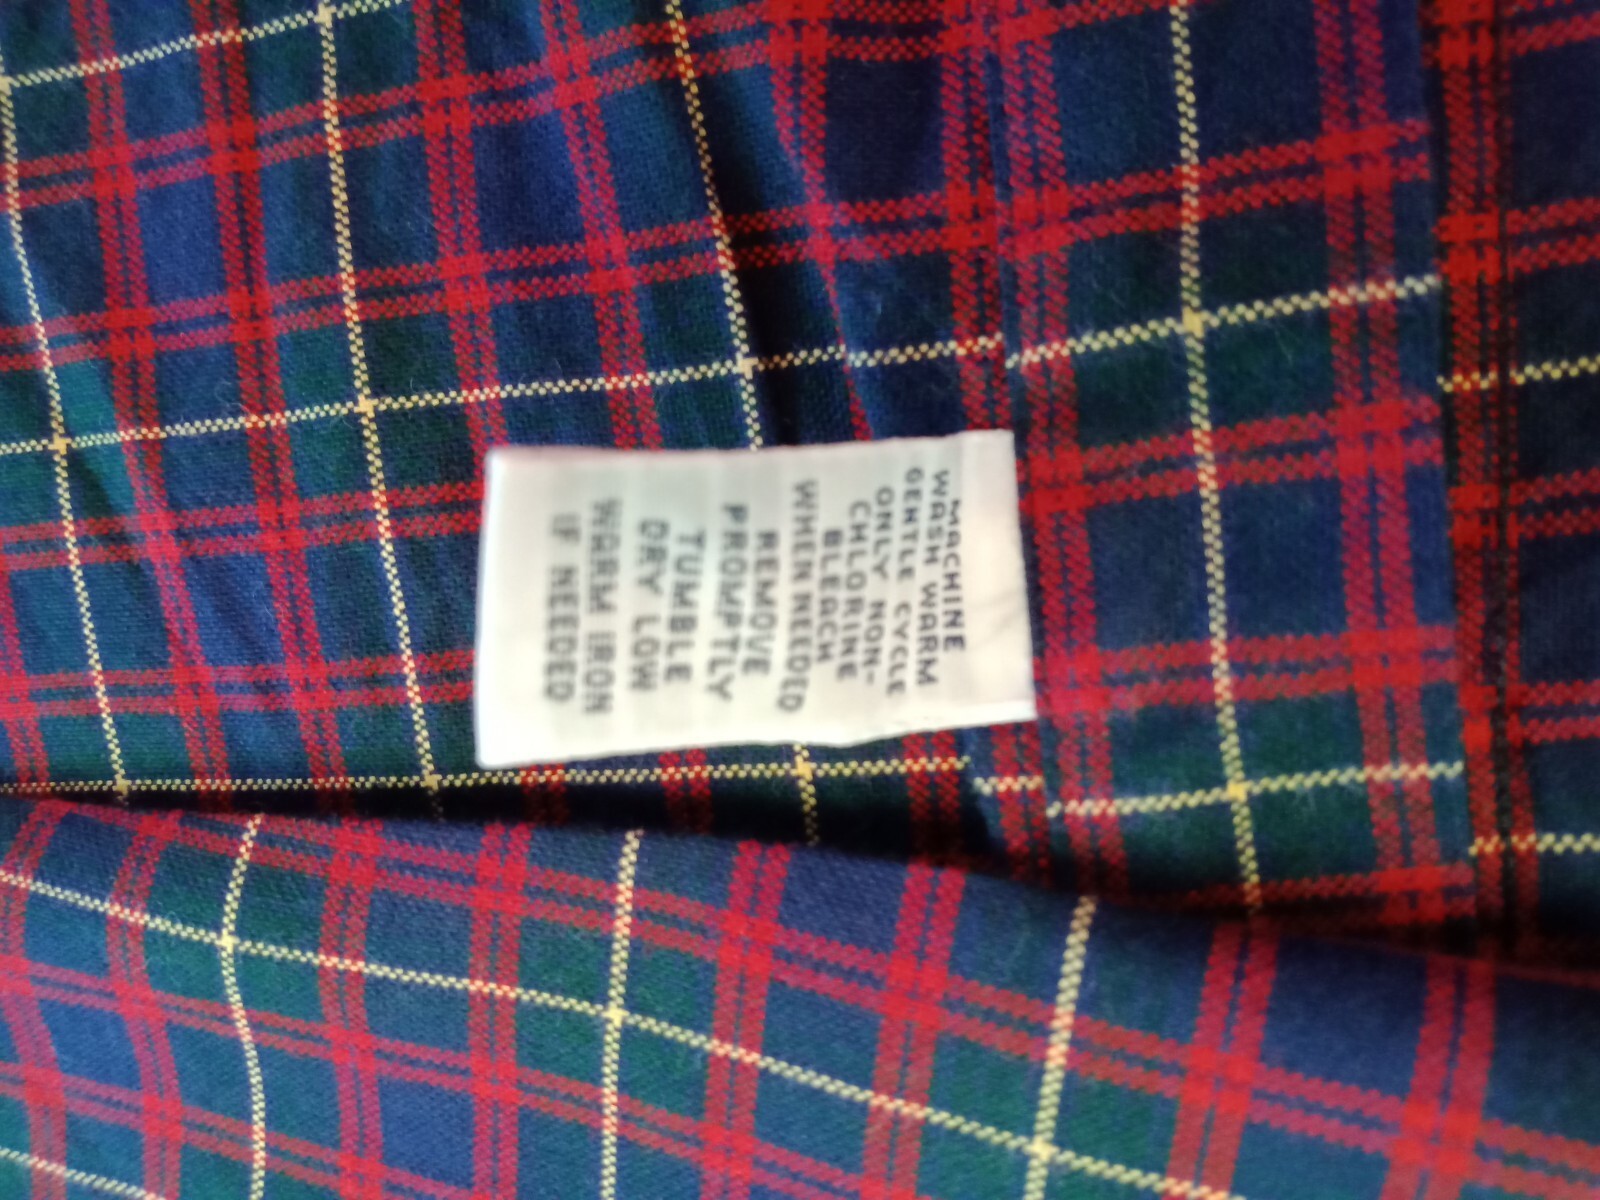 MACHINE
WASH WARM
GENTLE CYCLE
ONLY NON-
CHLORINE
BLEACH
WHEN NEEDED
REMOVE
PROMPTLY
TUMBLE
DRY LOW
WARM IRON
IF NEEDED